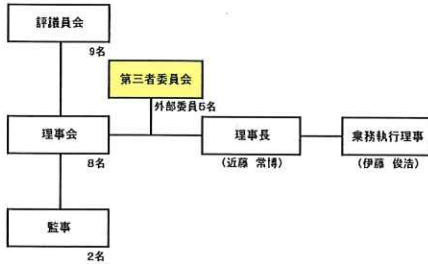 評議員会
9名
第三者委員会
外部委員5名
理事会
8名
理事長
(近藤 常博)
業務執行理事
(伊藤 俊浩)
監事
2名